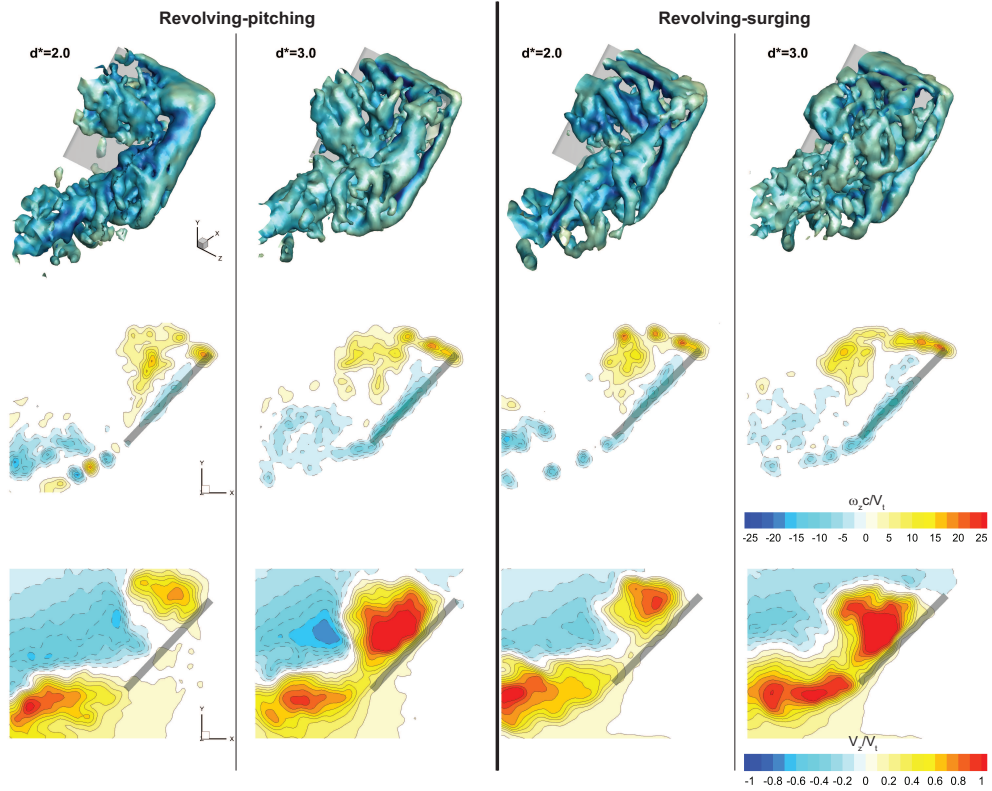 Revolving-pitching Revolving-surging
d*=2.0 d*=3.0 d*=2.0 d*=3.0
Y
X
Z
Y
X
ω_z c/V_t
-25 -20 -15 -10 -5 0 5 10 15 20 25
Y
X
V_z/V_t
-1 -0.8 -0.6 -0.4 -0.2 0 0.2 0.4 0.6 0.8 1